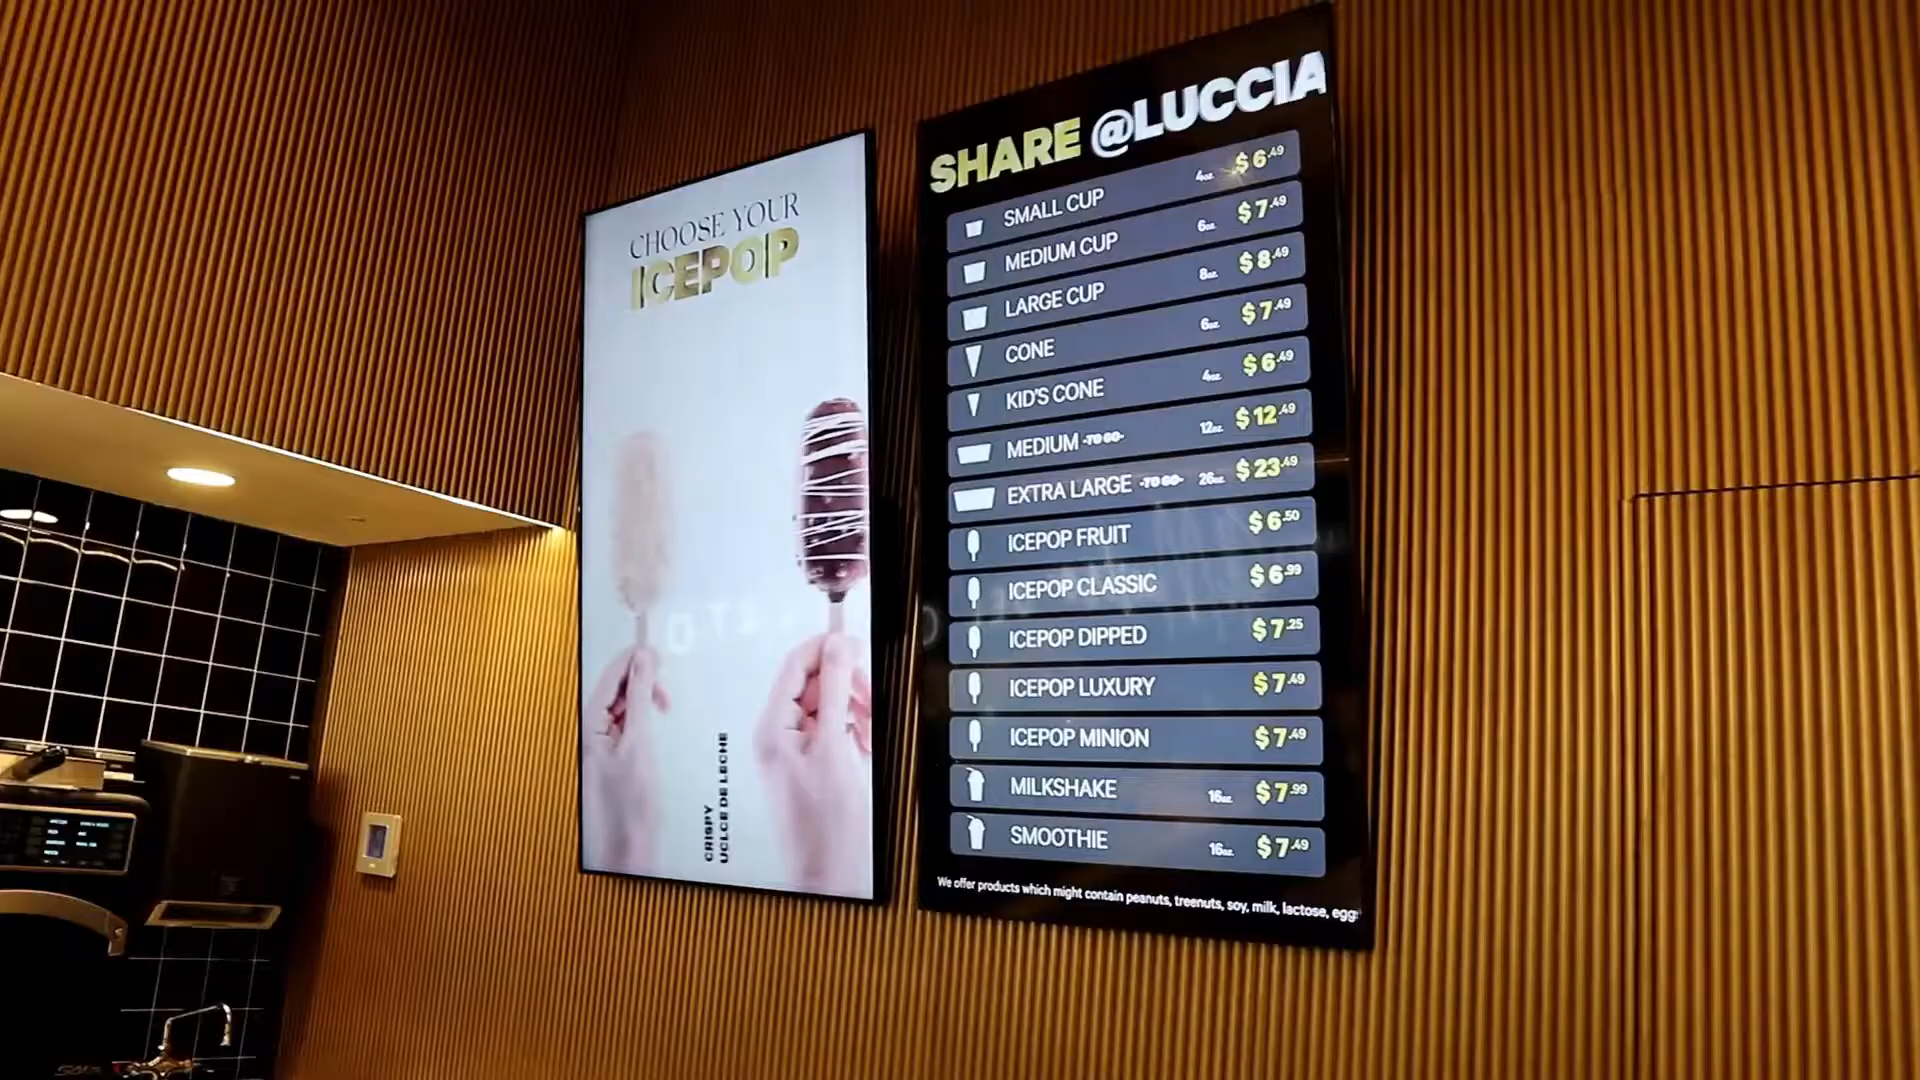 CHOOSE YOUR
ICEPOP
CRISPY
UCLCE DE LECHE
SHARE @LUCCIA
SMALL CUP 4oz. $6.49
MEDIUM CUP 6oz. $7.49
LARGE CUP 8oz. $8.49
CONE 6oz. $7.49
KID'S CONE 4oz. $6.49
MEDIUM -TO GO- 12oz. $12.49
EXTRA LARGE -TO GO- 26oz. $23.49
ICEPOP FRUIT $6.50
ICEPOP CLASSIC $6.99
ICEPOP DIPPED $7.25
ICEPOP LUXURY $7.49
ICEPOP MINION $7.49
MILKSHAKE 16oz. $7.99
SMOOTHIE 16oz. $7.49
We offer products which might contain peanuts, treenuts, soy, milk, lactose, egg